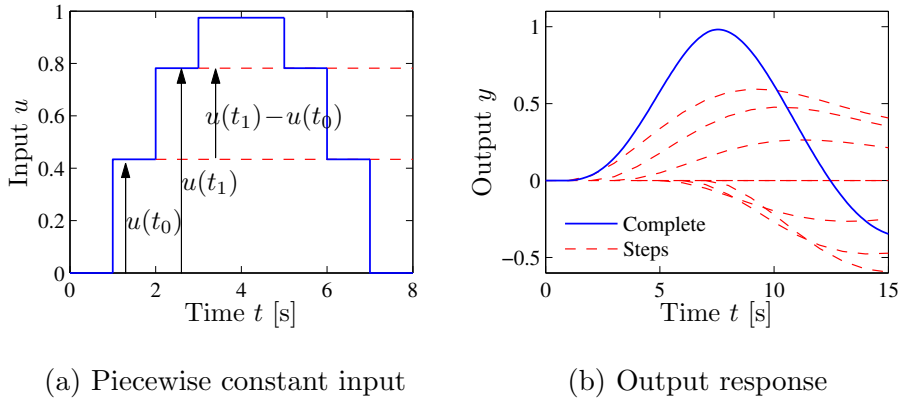 1
0.8
0.6
0.4
0.2
0
Input u
u(t₀)
u(t₁)
u(t₁)−u(t₀)
0 2 4 6 8
Time t [s]
(a) Piecewise constant input
1
0.5
0
−0.5
Output y
Complete
Steps
0 5 10 15
Time t [s]
(b) Output response